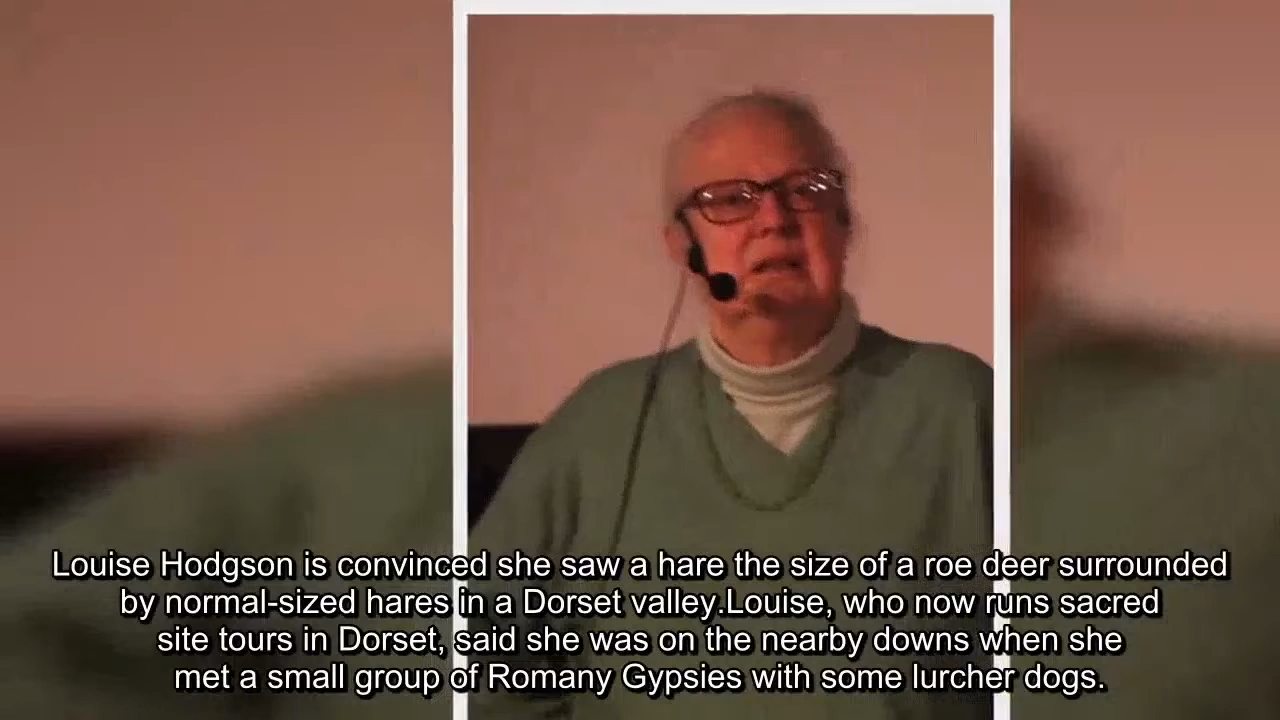 Louise Hodgson is convinced she saw a hare the size of a roe deer surrounded
by normal-sized hares in a Dorset valley.Louise, who now runs sacred
site tours in Dorset, said she was on the nearby downs when she
met a small group of Romany Gypsies with some lurcher dogs.